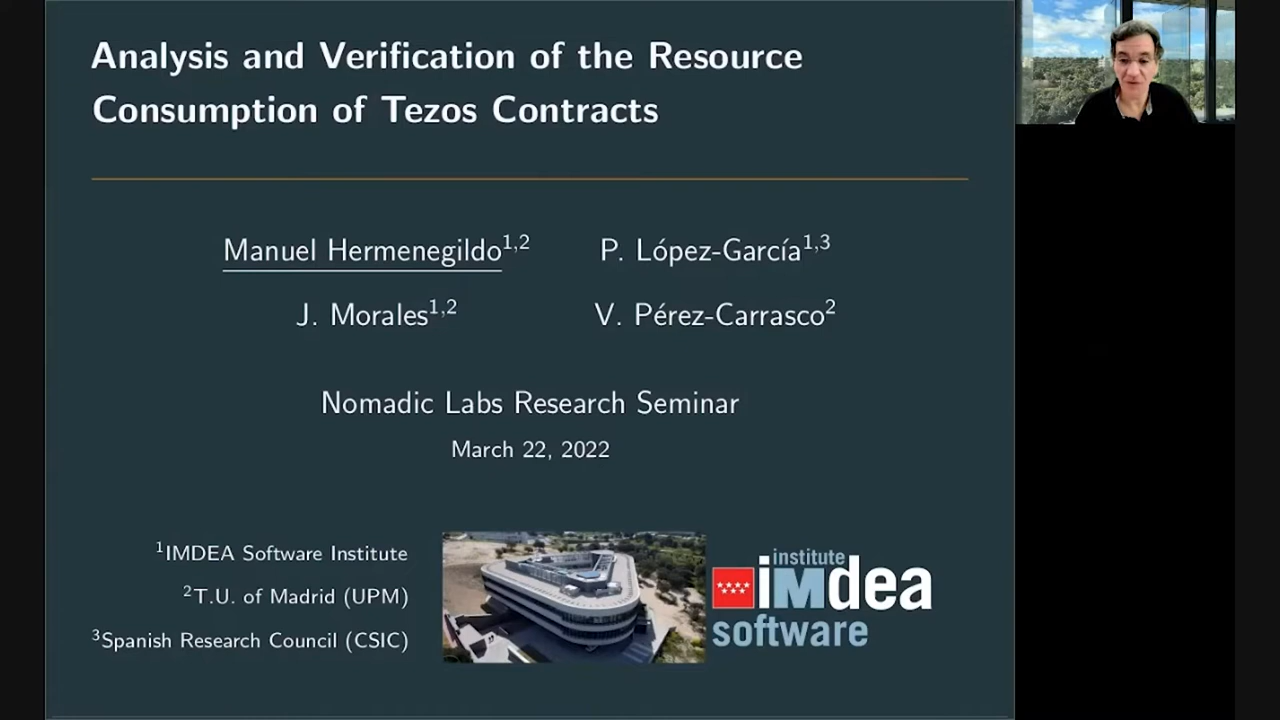 Analysis and Verification of the Resource
Consumption of Tezos Contracts
Manuel Hermenegildo1,2 P. López-García1,3
J. Morales1,2 V. Pérez-Carrasco2
Nomadic Labs Research Seminar
March 22, 2022
1IMDEA Software Institute
2T.U. of Madrid (UPM)
3Spanish Research Council (CSIC)
institute
imdea
software